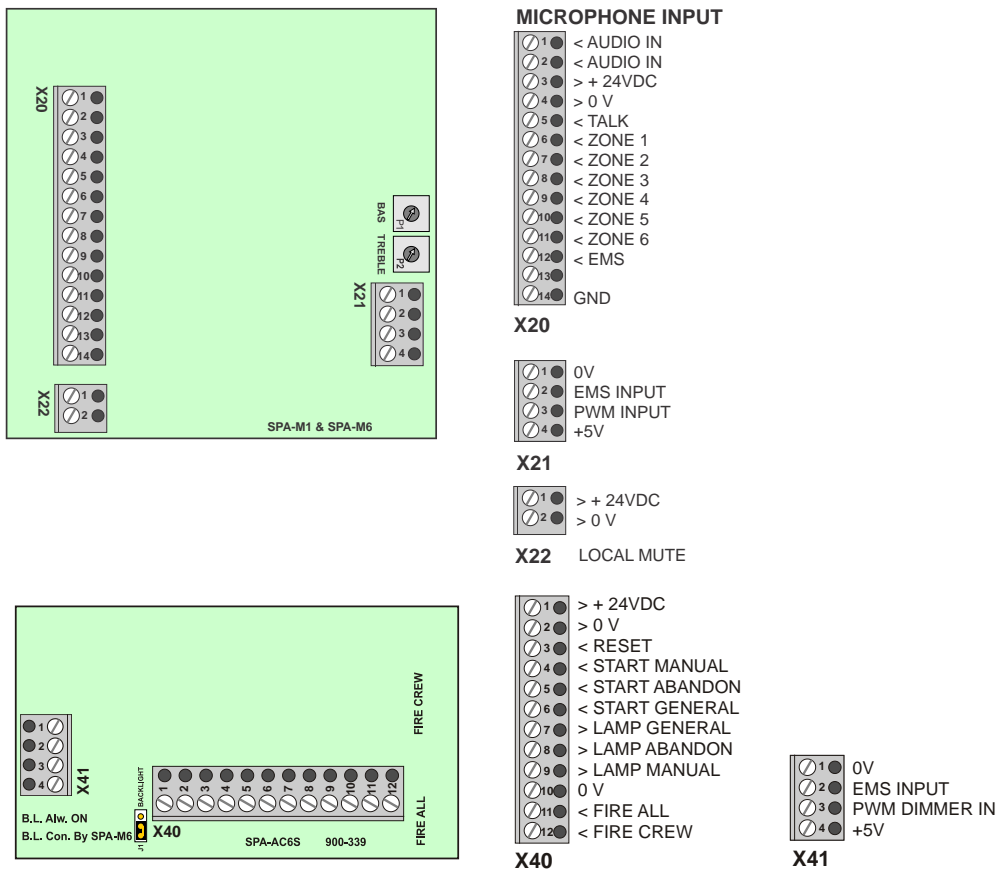 X20
1
2
3
4
5
6
7
8
9
10
11
12
13
14
BAS
P1
TREBLE
P2
X21
1
2
3
4
X22
1
2
SPA-M1 & SPA-M6
MICROPHONE INPUT
1 < AUDIO IN
2 < AUDIO IN
3 > + 24VDC
4 > 0 V
5 < TALK
6 < ZONE 1
7 < ZONE 2
8 < ZONE 3
9 < ZONE 4
10 < ZONE 5
11 < ZONE 6
12 < EMS
13
14 GND
X20
1 0V
2 EMS INPUT
3 PWM INPUT
4 +5V
X21
1 > + 24VDC
2 > 0 V
X22 LOCAL MUTE
FIRE CREW
1
2
3
4
X41
BACKLIGHT
1 2 3 4 5 6 7 8 9 10 11 12
B.L. Alw. ON
B.L. Con. By SPA-M6
J1
X40
SPA-AC6S 900-339
FIRE ALL
1 > + 24VDC
2 > 0 V
3 < RESET
4 < START MANUAL
5 < START ABANDON
6 < START GENERAL
7 > LAMP GENERAL
8 > LAMP ABANDON
9 > LAMP MANUAL
10 0 V
11 < FIRE ALL
12 < FIRE CREW
X40
1 0V
2 EMS INPUT
3 PWM DIMMER IN
4 +5V
X41